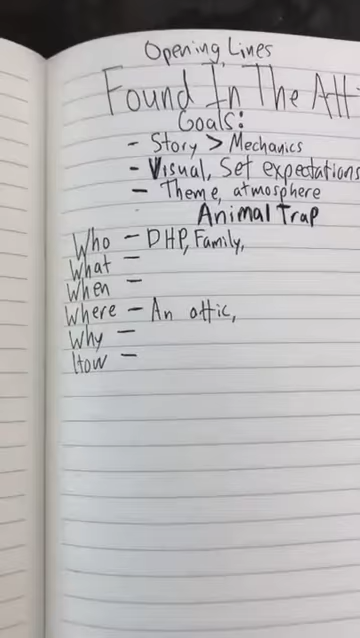 Opening Lines
Found In The Att
Goals:
- Story > Mechanics
- Visual, Set expectations
- Theme, atmosphere
Animal Trap
Who - DHP, Family,
What -
When -
Where - An attic,
Why -
How -